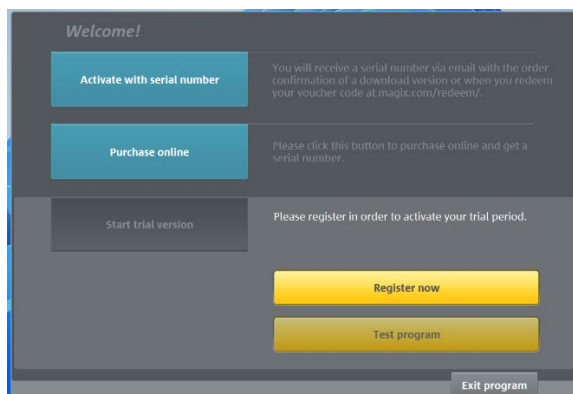 Welcome!
Activate with serial number
You will receive a serial number via email with the order
confirmation of a download version or when you redeem
your voucher code at magix.com/redeem/.
Purchase online
Please click this button to purchase online and get a
serial number.
Start trial version
Please register in order to activate your trial period.
Register now
Test program
Exit program